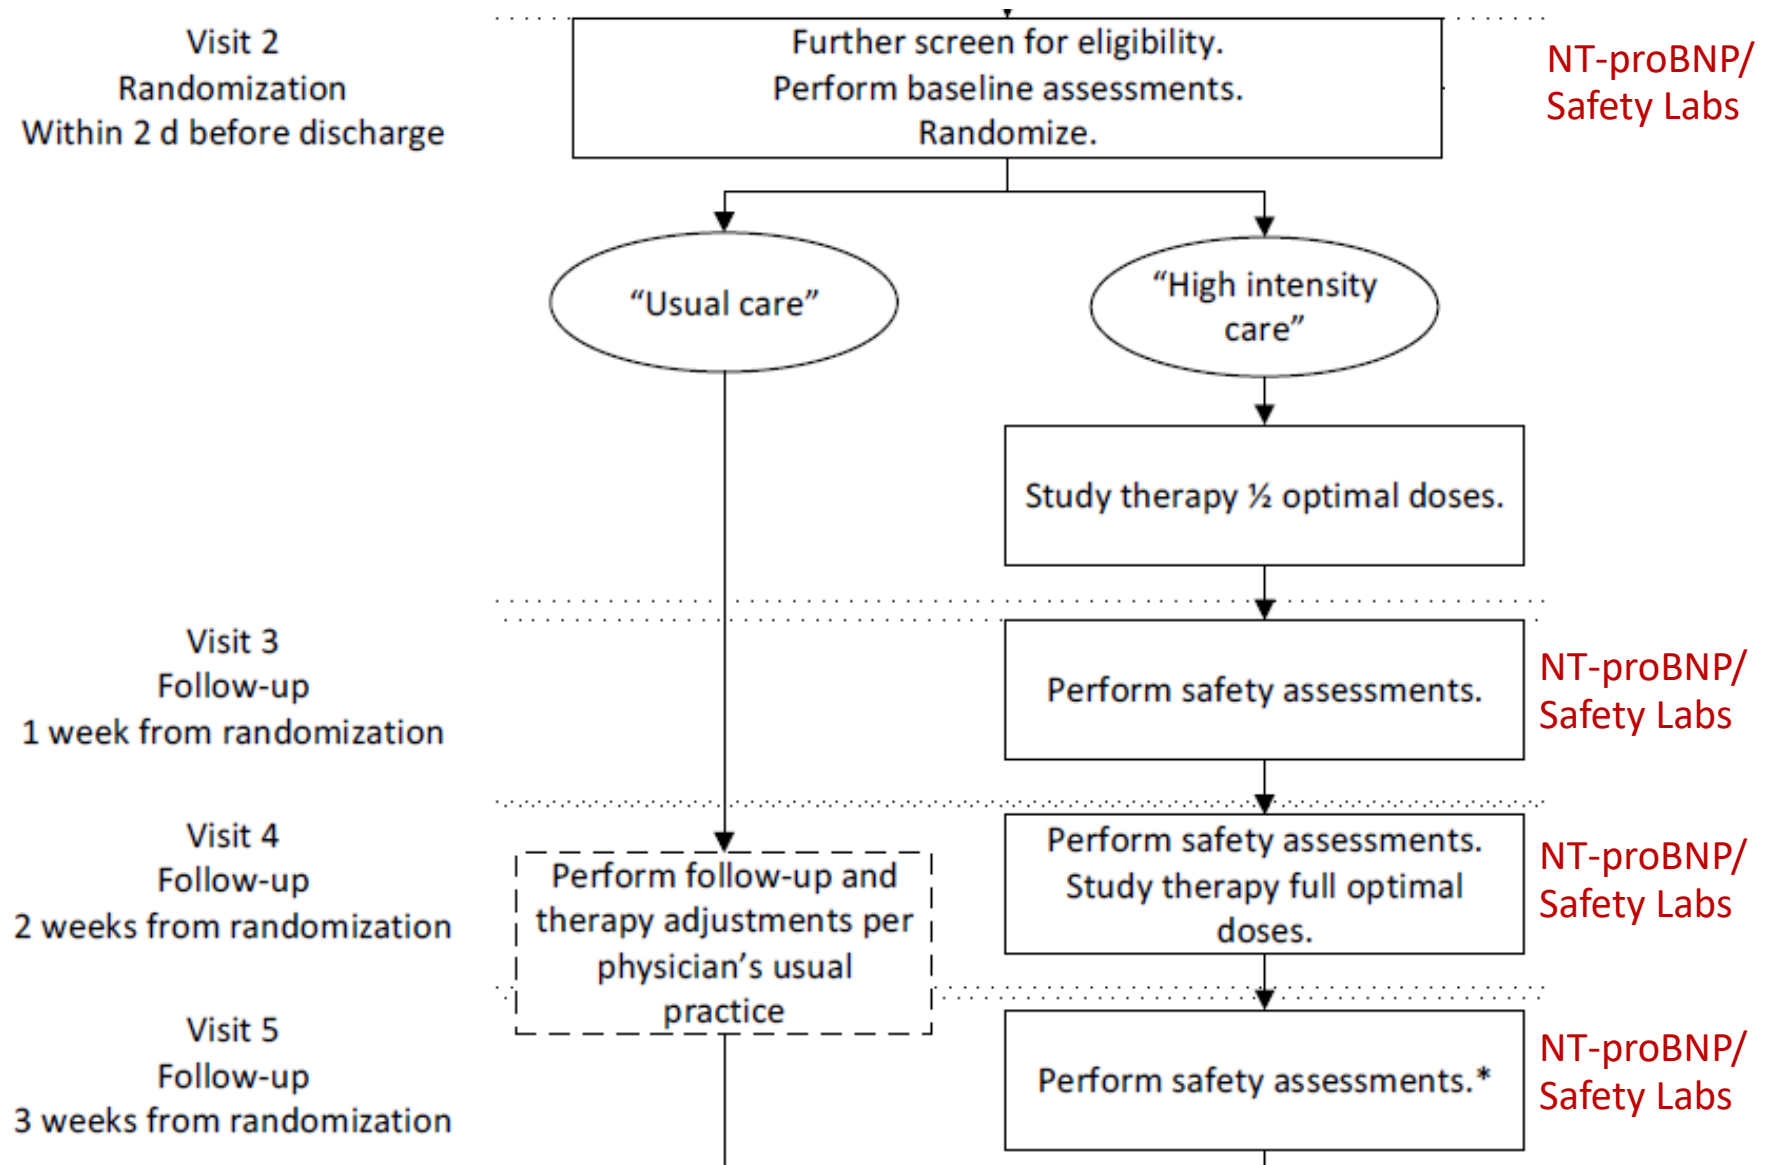 Visit 2
Randomization
Within 2 d before discharge
Further screen for eligibility.
Perform baseline assessments.
Randomize.
NT-proBNP/
Safety Labs
“Usual care”
“High intensity
care”
Study therapy ½ optimal doses.
Visit 3
Follow-up
1 week from randomization
Perform safety assessments.
NT-proBNP/
Safety Labs
Visit 4
Follow-up
2 weeks from randomization
Perform follow-up and
therapy adjustments per
physician’s usual
practice
Perform safety assessments.
Study therapy full optimal
doses.
NT-proBNP/
Safety Labs
Visit 5
Follow-up
3 weeks from randomization
Perform safety assessments.*
NT-proBNP/
Safety Labs